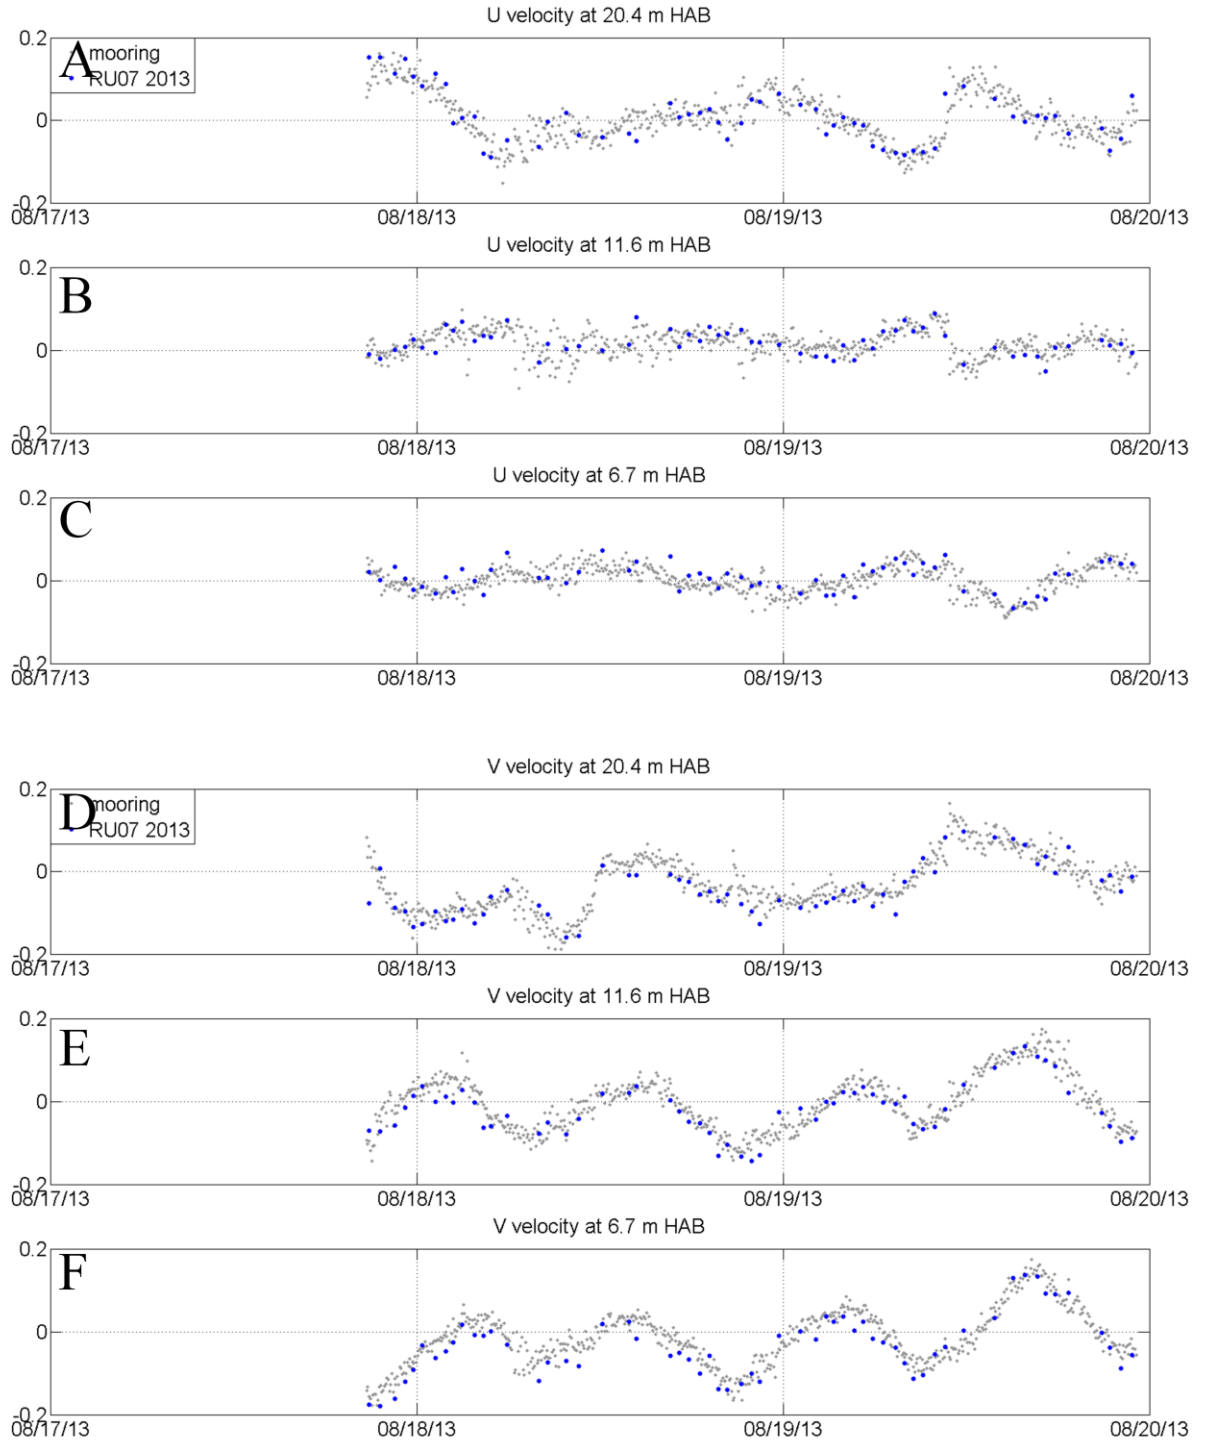 U velocity at 20.4 m HAB
0.2
A
mooring
RU07 2013
0
-0.2
08/17/13 08/18/13 08/19/13 08/20/13
U velocity at 11.6 m HAB
0.2
B
0
-0.2
08/17/13 08/18/13 08/19/13 08/20/13
U velocity at 6.7 m HAB
0.2
C
0
-0.2
08/17/13 08/18/13 08/19/13 08/20/13
V velocity at 20.4 m HAB
0.2
D
mooring
RU07 2013
0
-0.2
08/17/13 08/18/13 08/19/13 08/20/13
V velocity at 11.6 m HAB
0.2
E
0
-0.2
08/17/13 08/18/13 08/19/13 08/20/13
V velocity at 6.7 m HAB
0.2
F
0
-0.2
08/17/13 08/18/13 08/19/13 08/20/13